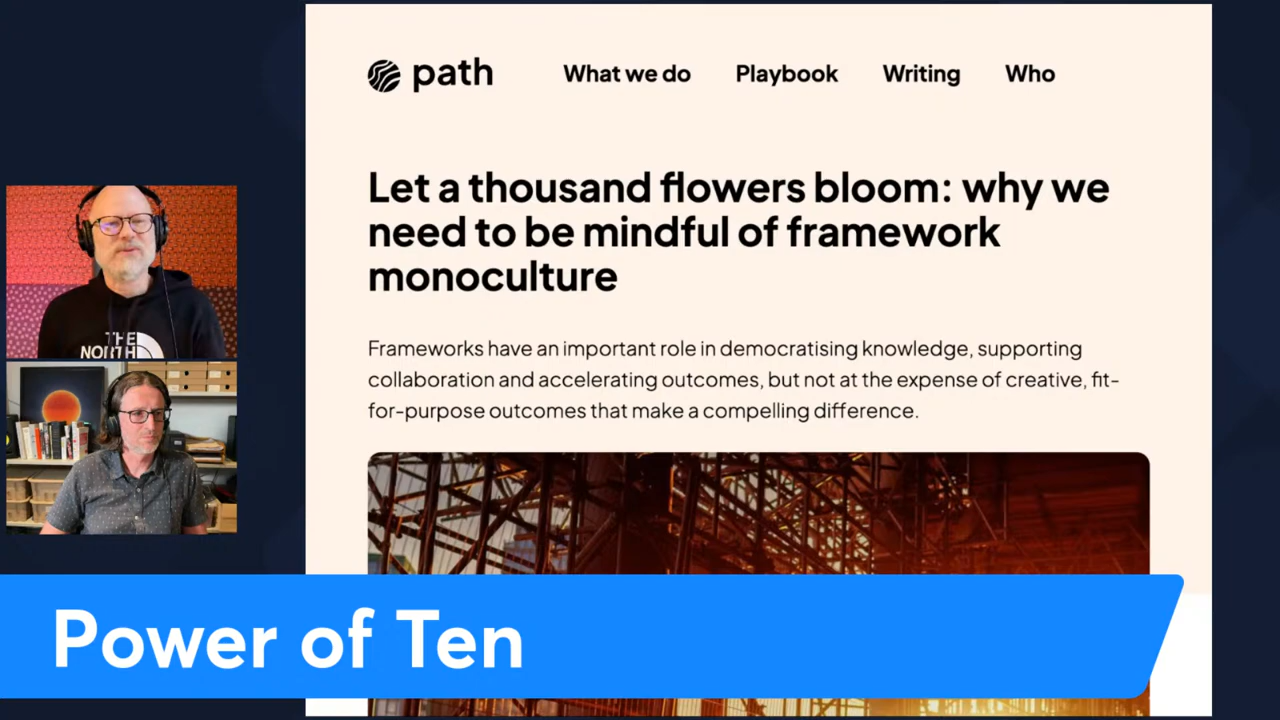 path
What we do
Playbook
Writing
Who
Let a thousand flowers bloom: why we
need to be mindful of framework
monoculture
Frameworks have an important role in democratising knowledge, supporting
collaboration and accelerating outcomes, but not at the expense of creative, fit-
for-purpose outcomes that make a compelling difference.
THE
NORTH
Power of Ten